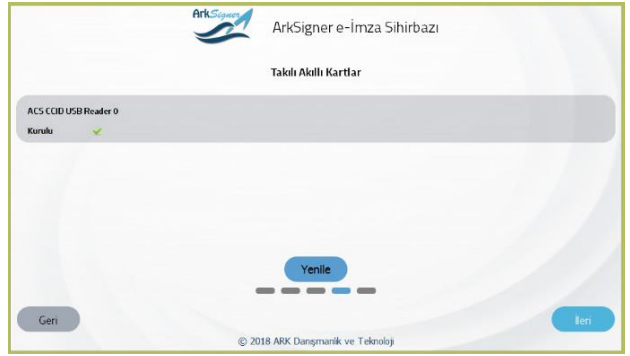 ArkSigner
ArkSigner e-İmza Sihirbazı
Takılı Akıllı Kartlar
ACS CCID USB Reader 0
Kurulu
Yenile
Geri
İleri
© 2018 ARK Danışmanlık ve Teknoloji